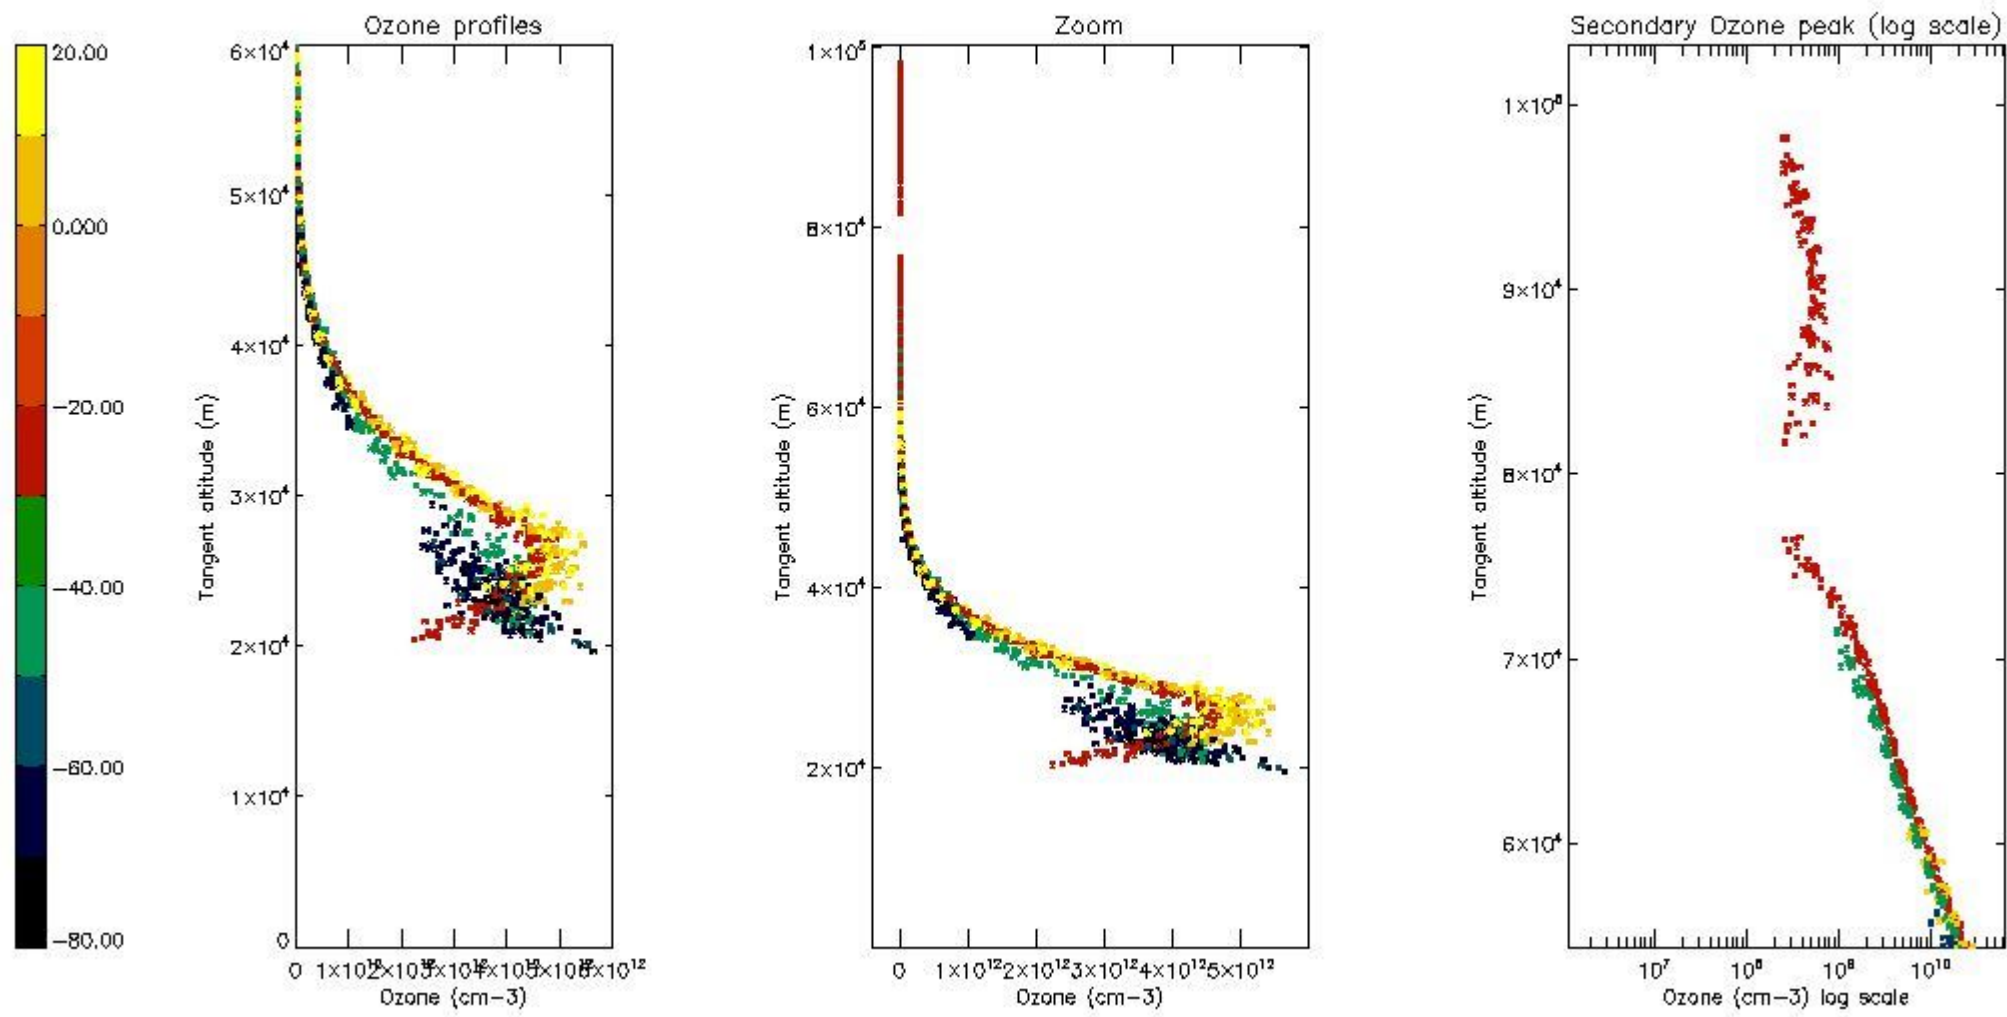 Ozone profiles
Zoom
Secondary Ozone peak (log scale)
20.00
0.000
−20.00
−40.00
−60.00
−80.00
6×10⁴
5×10⁴
4×10⁴
3×10⁴
2×10⁴
1×10⁴
0
Tangent altitude (m)
0 1×10¹²
6×10¹²
Ozone (cm−3)
1×10⁵
8×10⁴
6×10⁴
4×10⁴
2×10⁴
Tangent altitude (m)
0 1×10¹² 2×10¹² 3×10¹² 4×10¹² 5×10¹²
Ozone (cm−3)
9×10⁴
8×10⁴
7×10⁴
6×10⁴
Tangent altitude (m)
10⁷ 10¹⁰
Ozone (cm−3) log scale